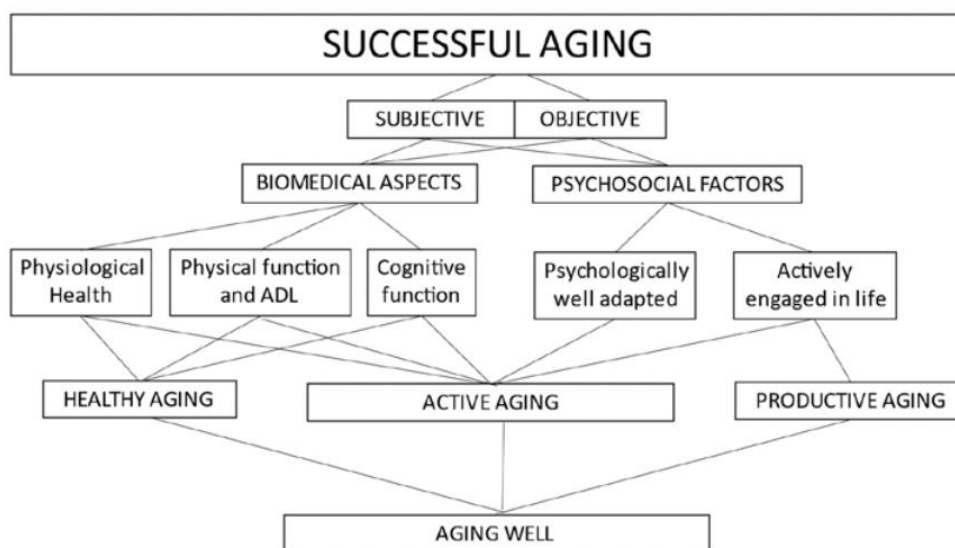 SUCCESSFUL AGING
SUBJECTIVE
OBJECTIVE
BIOMEDICAL ASPECTS
PSYCHOSOCIAL FACTORS
Physiological
Health
Physical function
and ADL
Cognitive
function
Psychologically
well adapted
Actively
engaged in life
HEALTHY AGING
ACTIVE AGING
PRODUCTIVE AGING
AGING WELL